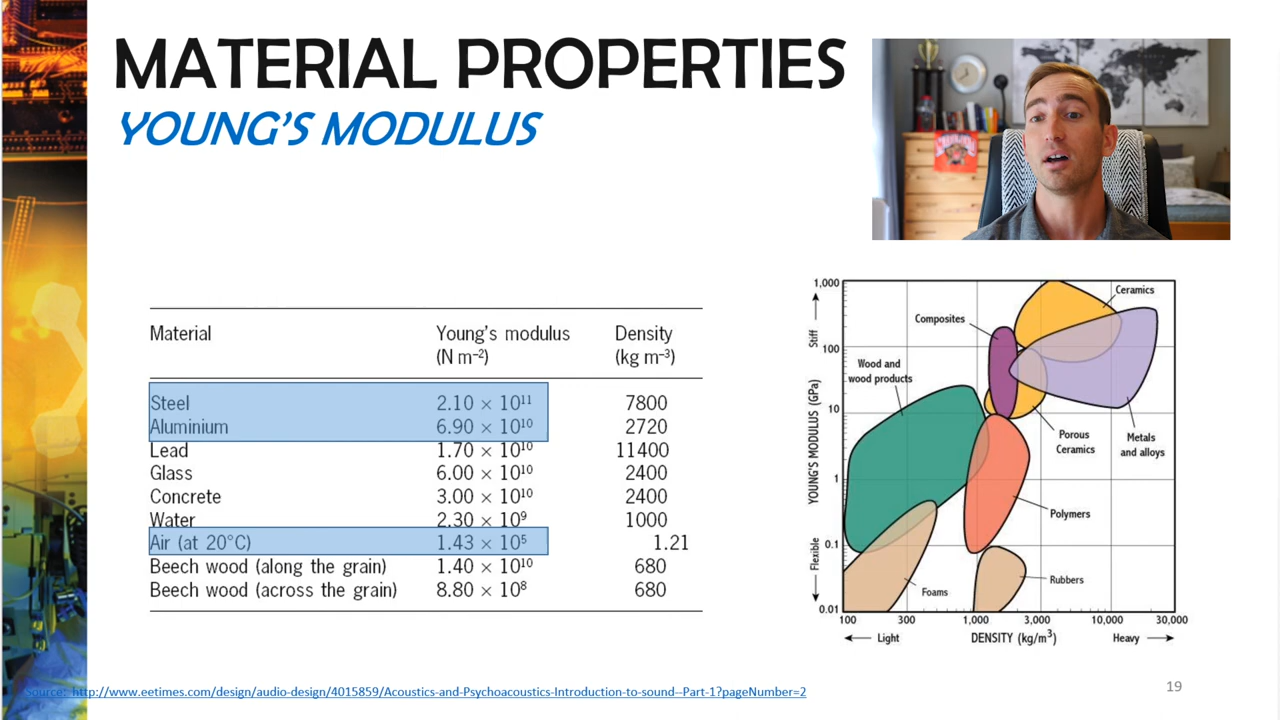 MATERIAL PROPERTIES
YOUNG'S MODULUS
Material Young's modulus Density
(N m⁻²) (kg m⁻³)
Steel 2.10 × 10¹¹ 7800
Aluminium 6.90 × 10¹⁰ 2720
Lead 1.70 × 10¹⁰ 11400
Glass 6.00 × 10¹⁰ 2400
Concrete 3.00 × 10¹⁰ 2400
Water 2.30 × 10⁹ 1000
Air (at 20°C) 1.43 × 10⁵ 1.21
Beech wood (along the grain) 1.40 × 10¹⁰ 680
Beech wood (across the grain) 8.80 × 10⁸ 680
YOUNG'S MODULUS (GPa)
Stiff
Flexible
1,000
100
10
1
0.1
0.01
Ceramics
Composites
Wood and
wood products
Porous
Ceramics
Metals
and alloys
Polymers
Foams
Rubbers
100 300 1,000 3,000 10,000 30,000
Light DENSITY (kg/m³) Heavy
Source: http://www.eetimes.com/design/audio-design/4015859/Acoustics-and-Psychoacoustics-Introduction-to-sound--Part-1?pageNumber=2
19